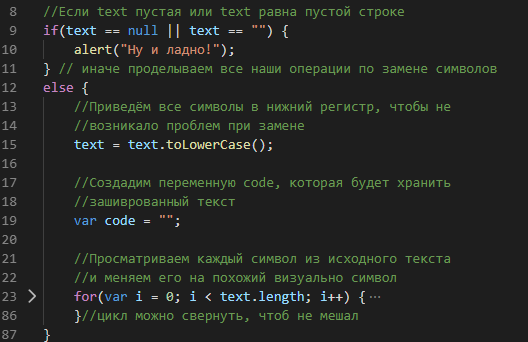 8 //Если text пустая или text равна пустой строке
9 if(text == null || text == "") {
10 alert("Ну и ладно!");
11 } // иначе проделываем все наши операции по замене символов
12 else {
13 //Приведём все символы в нижний регистр, чтобы не
14 //возникало проблем при замене
15 text = text.toLowerCase();
16
17 //Создадим переменную code, которая будет хранить
18 //зашиврованный текст
19 var code = "";
20
21 //Просматриваем каждый символ из исходного текста
22 //и меняем его на похожий визуально символ
23 for(var i = 0; i < text.length; i++) {⋯
86 }//цикл можно свернуть, чтоб не мешал
87 }